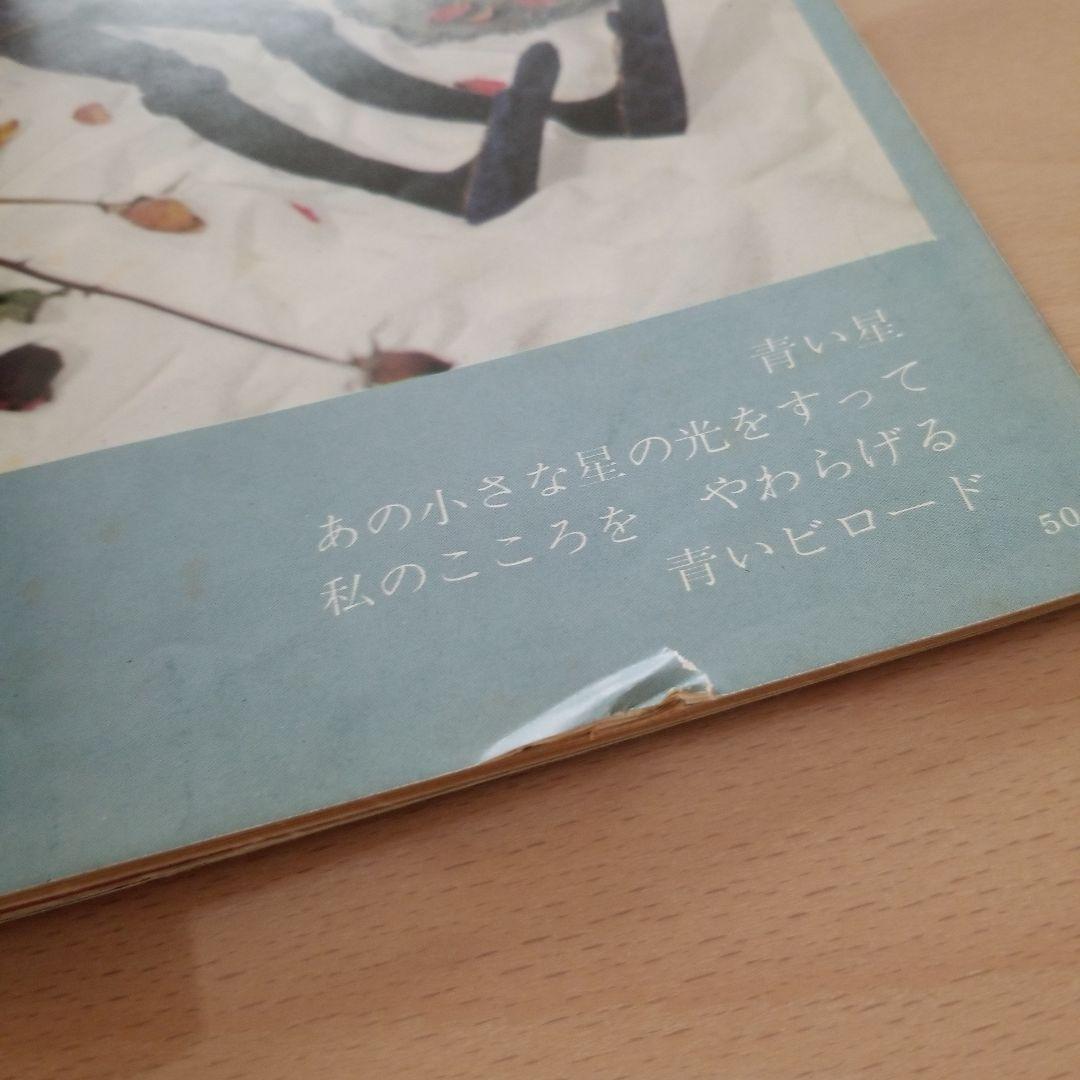 青い星
あの小さな星の光をすって
私のこころを　やわらげる
青いビロード
50